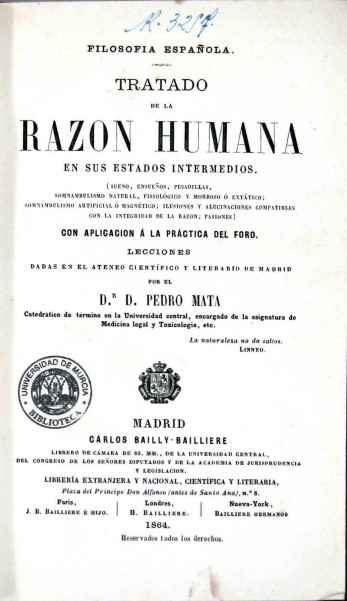 R. 3257.
FILOSOFIA ESPAÑOLA.
TRATADO
DE LA
RAZON HUMANA
EN SUS ESTADOS INTERMEDIOS.
(SUEÑO, ENSUEÑOS, PESADILLAS,
SOMNAMBULISMO NATURAL, FISIOLÓGICO Y MORBOSO Ó EXTÁTICO;
SOMNAMBULISMO ARTIFICIAL Ó MAGNÉTICO; ILUSIONES Y ALUCINACIONES COMPATIBLES
CON LA INTEGRIDAD DE LA RAZON; PASIONES)
CON APLICACION Á LA PRÁCTICA DEL FORO.
LECCIONES
DADAS EN EL ATENEO CIENTÍFICO Y LITERARIO DE MADRID
POR EL
D.R D. PEDRO MATA
Catedrático de término en la Universidad central, encargado de la asignatura de
Medicina legal y Toxicología, etc.
La naturaleza no da saltos.
LINNEO.
UNIVERSIDAD DE MURCIA
BIBLIOTECA
MADRID
CÁRLOS BAILLY-BAILLIERE
LIBRERO DE CÁMARA DE SS. MM., DE LA UNIVERSIDAD CENTRAL,
DEL CONGRESO DE LOS SEÑORES DIPUTADOS Y DE LA ACADEMIA DE JURISPRUDENCIA
Y LEGISLACION.
LIBRERÍA EXTRANJERA Y NACIONAL, CIENTÍFICA Y LITERARIA,
Plaza del Príncipe Don Alfonso (antes de Santa Ana), n.º 8.
Paris, Lóndres, Nueva-York,
J. B. BAILLIERE É HIJO. H. BAILLIERE. BAILLIERE HERMANOS
1864.
Reservados todos los derechos.